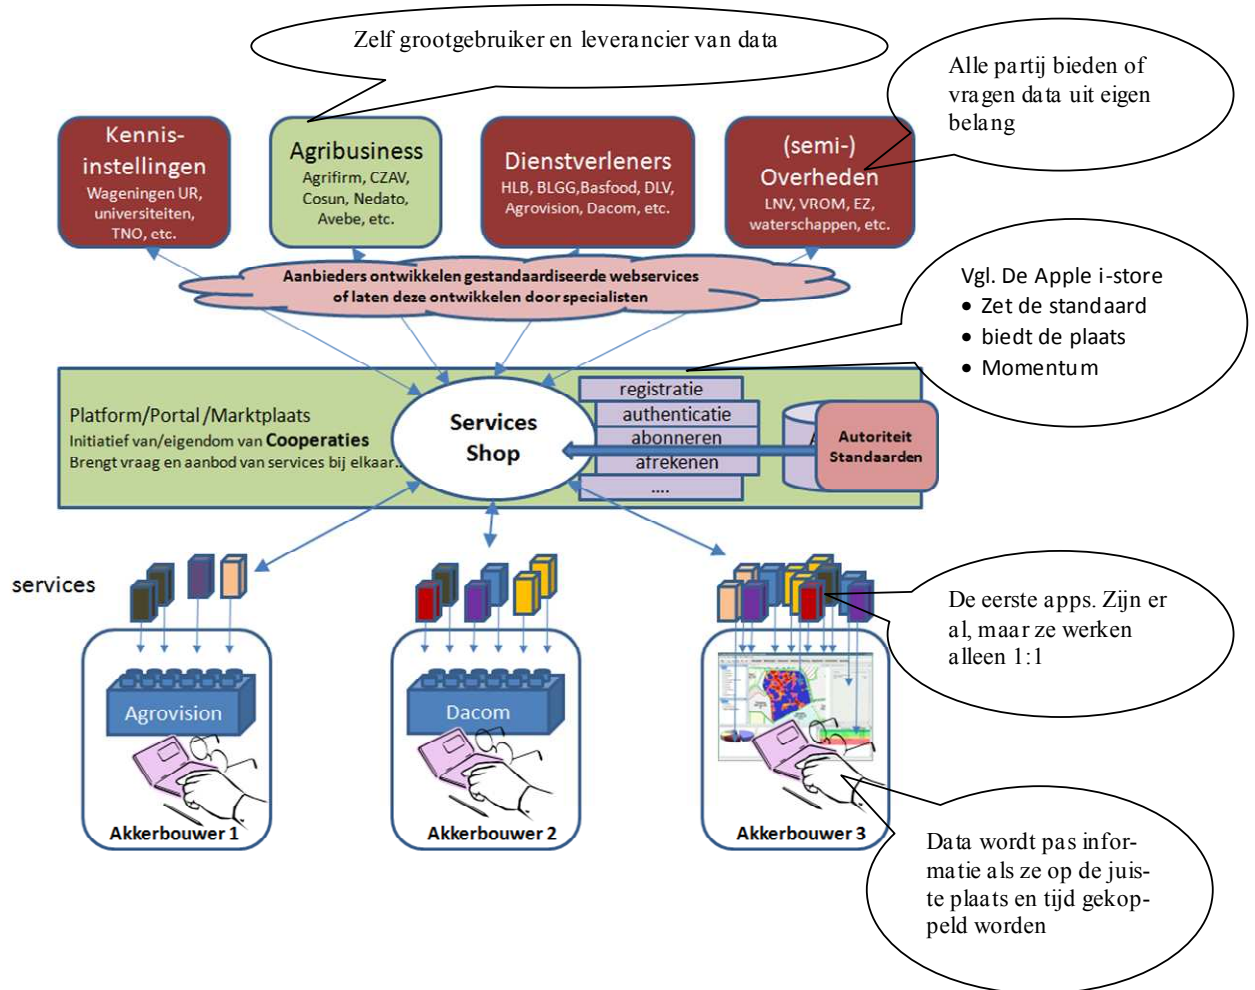 Zelf grootgebruiker en leverancier van data
Alle partij bieden of
vragen data uit eigen
belang
Kennis-
instellingen
Wageningen UR,
universiteiten,
TNO, etc.
Agribusiness
Agrifirm, CZAV,
Cosun, Nedato,
Avebe, etc.
Dienstverleners
HLB, BLGG,Basfood, DLV,
Agrovision, Dacom, etc.
(semi-)
Overheden
LNV, VROM, EZ,
waterschappen, etc.
Aanbieders ontwikkelen gestandaardiseerde webservices
of laten deze ontwikkelen door specialisten
Vgl. De Apple i-store
• Zet de standaard
• biedt de plaats
• Momentum
Platform/Portal/Marktplaats
Initiatief van/eigendom van Cooperaties
Brengt vraag en aanbod van services bij elkaar..
Services
Shop
registratie
authenticatie
abonneren
afrekenen
....
Autoriteit
Standaarden
services
De eerste apps. Zijn er
al, maar ze werken
alleen 1:1
Agrovision
Dacom
Akkerbouwer 1
Akkerbouwer 2
Akkerbouwer 3
Data wordt pas infor-
matie als ze op de juis-
te plaats en tijd gekop-
peld worden